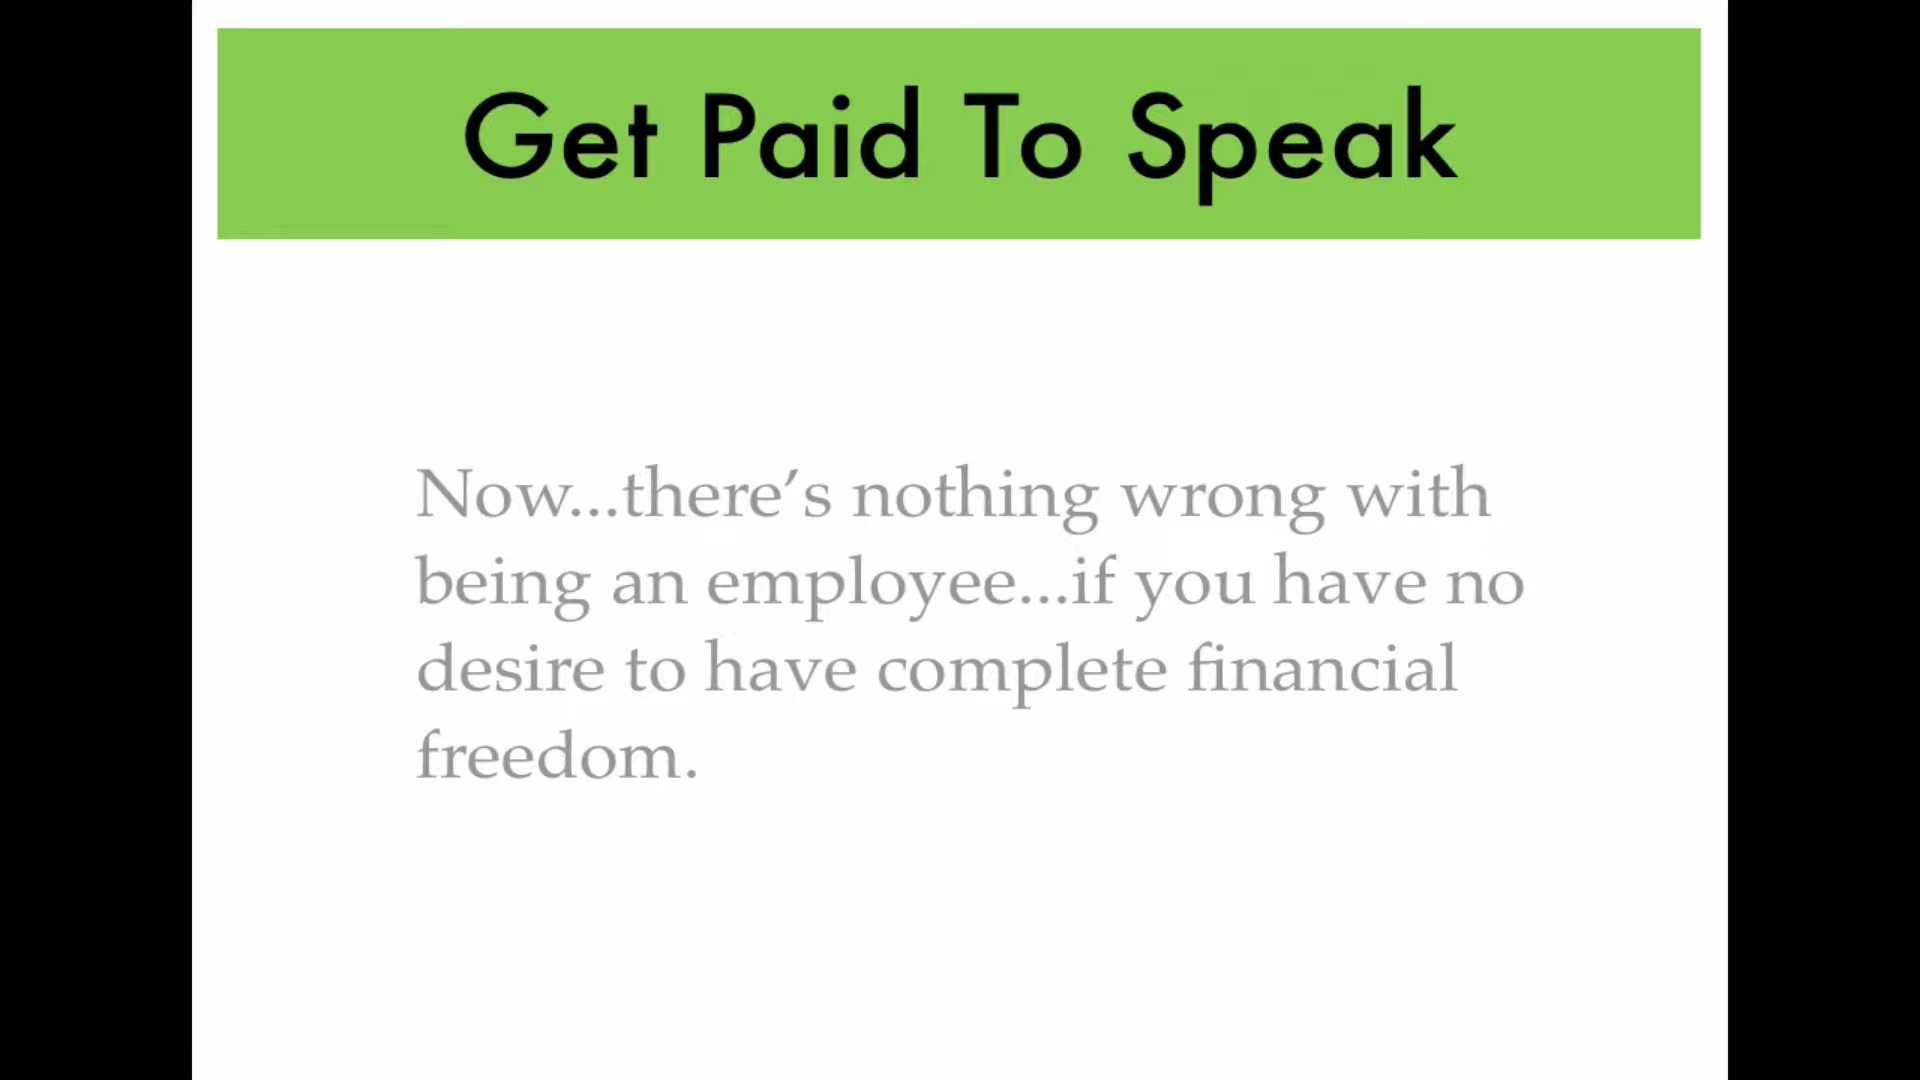 Get Paid To Speak
Now...there’s nothing wrong with
being an employee...if you have no
desire to have complete financial
freedom.